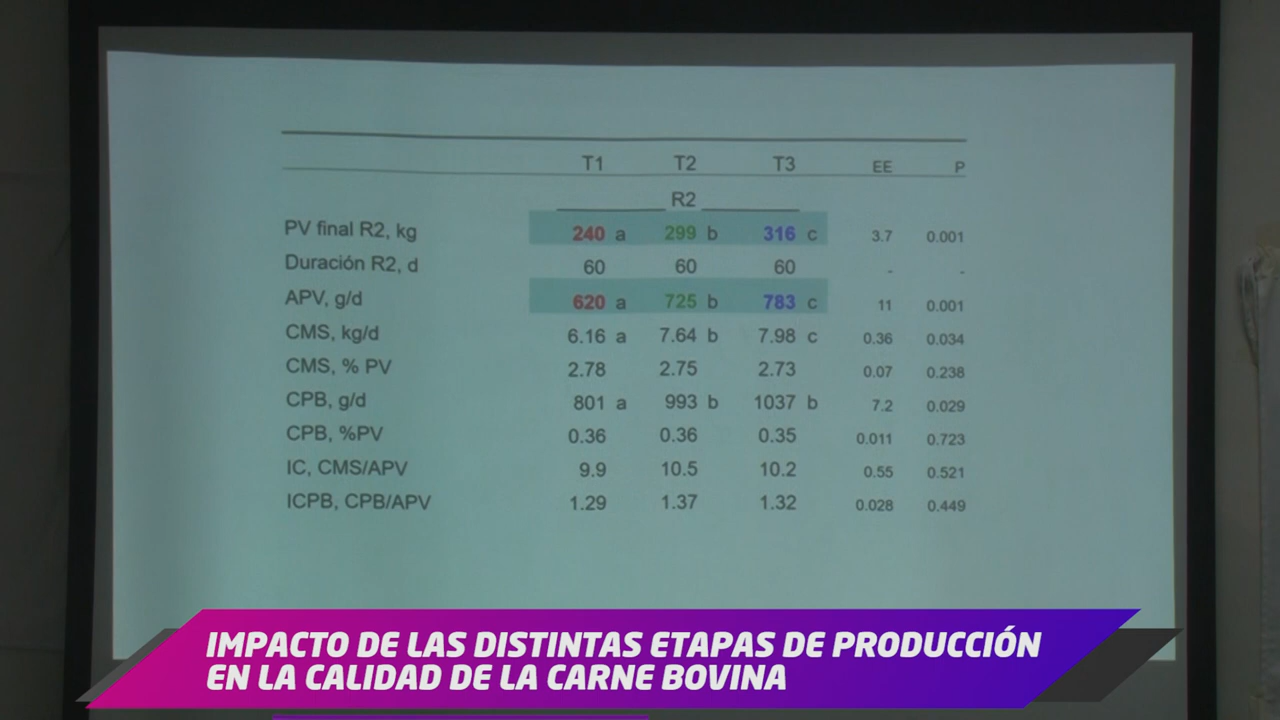 T1 T2 T3 EE P
R2
PV final R2, kg 240 a 299 b 316 c 3.7 0.001
Duración R2, d 60 60 60 - -
APV, g/d 620 a 725 b 783 c 11 0.001
CMS, kg/d 6.16 a 7.64 b 7.98 c 0.36 0.034
CMS, % PV 2.78 2.75 2.73 0.07 0.238
CPB, g/d 801 a 993 b 1037 b 7.2 0.029
CPB, %PV 0.36 0.36 0.35 0.011 0.723
IC, CMS/APV 9.9 10.5 10.2 0.55 0.521
ICPB, CPB/APV 1.29 1.37 1.32 0.028 0.449
IMPACTO DE LAS DISTINTAS ETAPAS DE PRODUCCIÓN
EN LA CALIDAD DE LA CARNE BOVINA